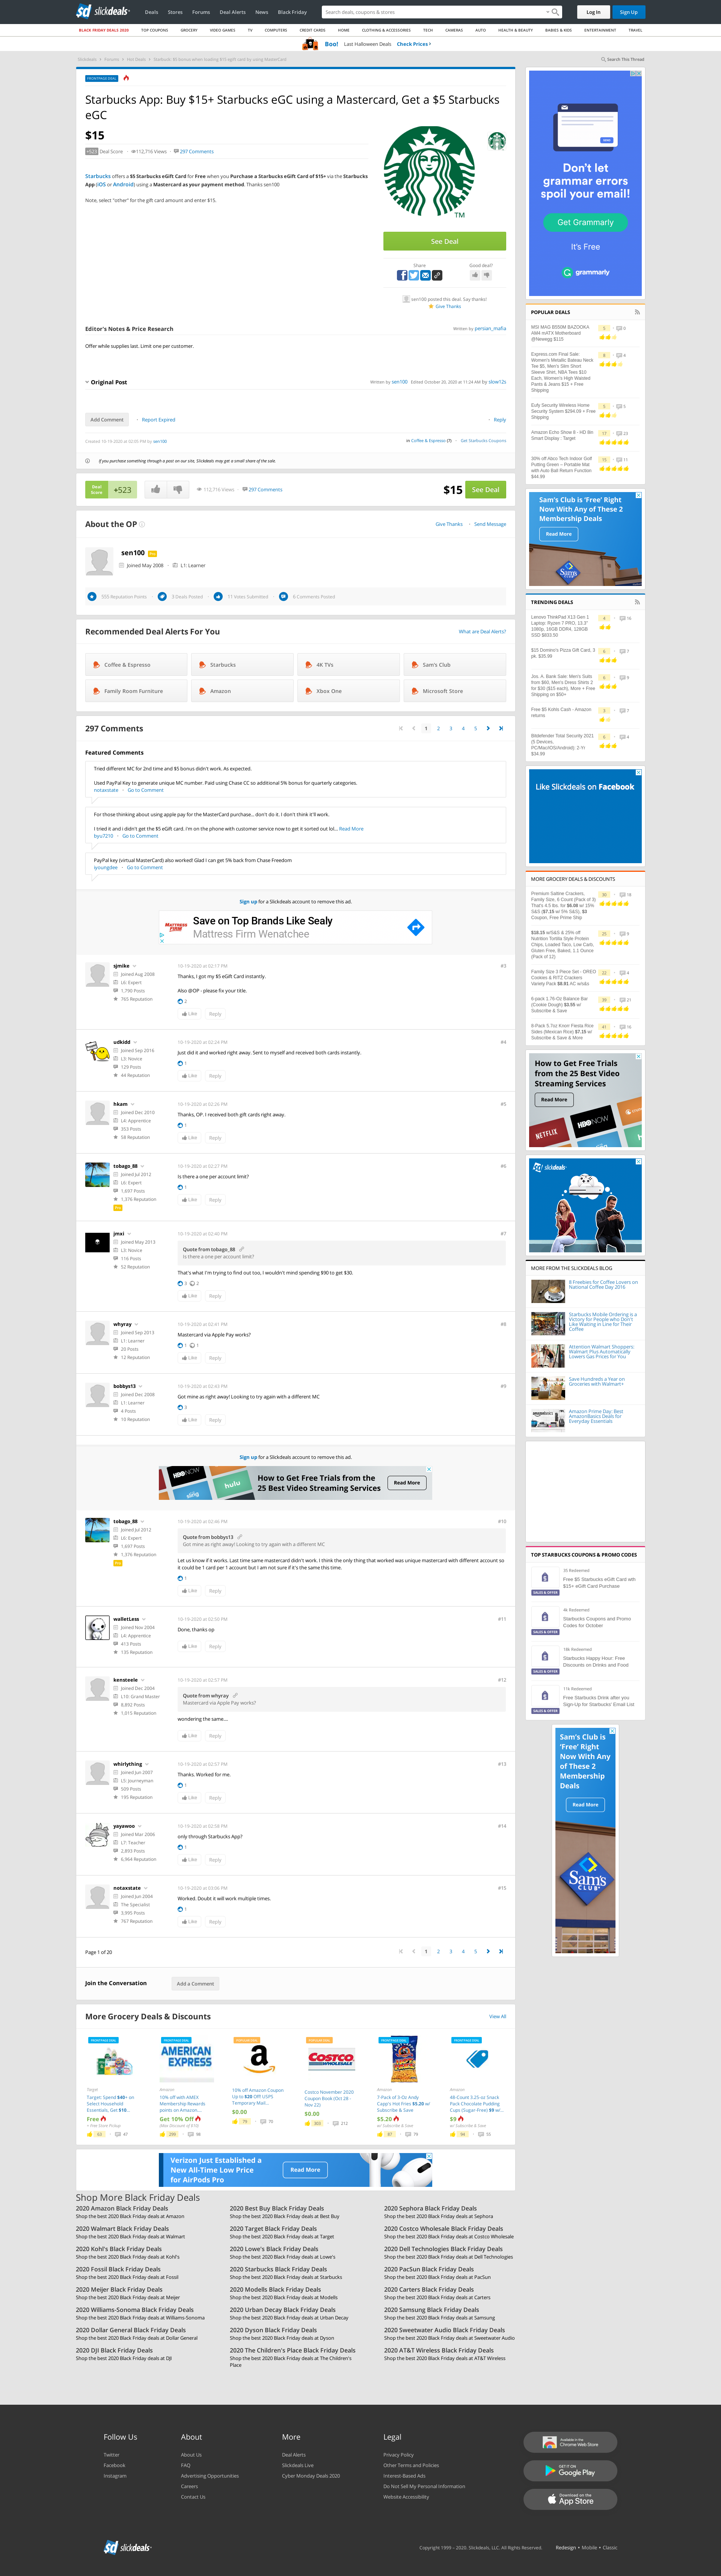 slickdeals
Deals Stores Forums Deal Alerts News Black Friday
Search deals, coupons & stores
Log In Sign Up
BLACK FRIDAY DEALS 2020 TOP COUPONS GROCERY VIDEO GAMES TV COMPUTERS CREDIT CARDS HOME CLOTHING & ACCESSORIES TECH CAMERAS AUTO HEALTH & BEAUTY BABIES & KIDS ENTERTAINMENT TRAVEL
Boo! Last Halloween Deals Check Prices
Search This Thread
FRONTPAGE DEAL
Starbucks App: Buy $15+ Starbucks eGC using a Mastercard, Get a $5 Starbucks
eGC
$15
+523 Deal Score 112,716 Views 297 Comments
Starbucks offers a $5 Starbucks eGift Card for Free when you Purchase a Starbucks eGift Card of $15+ via the Starbucks
App (iOS or Android) using a Mastercard as your payment method. Thanks sen100
Note, select "other" for the gift card amount and enter $15.
See Deal
Share Good deal?
sen100 posted this deal. Say thanks!
Give Thanks
Editor's Notes & Price Research Written by persian_mafia
Offer while supplies last. Limit one per customer.
Original Post Written by sen100 Edited October 20, 2020 at 11:24 AM by slow12s
Add Comment Report Expired Reply
Created 10-19-2020 at 02:05 PM by sen100 in Coffee & Espresso (7) Get Starbucks Coupons
If you purchase something through a post on our site, Slickdeals may get a small share of the sale.
Deal
Score +523 112,716 Views 297 Comments $15 See Deal
About the OP Give Thanks Send Message
sen100 Pro
Joined May 2008 L1: Learner
555 Reputation Points 3 Deals Posted 11 Votes Submitted 6 Comments Posted
Recommended Deal Alerts For You What are Deal Alerts?
Coffee & Espresso Starbucks 4K TVs Sam's Club
Family Room Furniture Amazon Xbox One Microsoft Store
297 Comments 1 2 3 4 5
Featured Comments
Tried different MC for 2nd time and $5 bonus didn't work. As expected.
Used PayPal Key to generate unique MC number. Paid using Chase CC so additional 5% bonus for quarterly categories.
notaxstate Go to Comment
For those thinking about using apple pay for the MasterCard purchase... don't do it. I don't think it'll work.
I tried it and i didn't get the $5 eGift card. I'm on the phone with customer service now to get it sorted out lol... Read More
byu7210 Go to Comment
PayPal key (virtual MasterCard) also worked! Glad I can get 5% back from Chase Freedom
iyoungdee Go to Comment
Sign up for a Slickdeals account to remove this ad.
MATTRESS FIRM
Save on Top Brands Like Sealy
Mattress Firm Wenatchee
sjmike 10-19-2020 at 02:17 PM #3
Joined Aug 2008
L6: Expert
1,790 Posts
765 Reputation
Thanks, I got my $5 eGift Card instantly.
Also @OP - please fix your title.
2
Like Reply
udkidd 10-19-2020 at 02:24 PM #4
Joined Sep 2016
L3: Novice
129 Posts
44 Reputation
Just did it and worked right away. Sent to myself and received both cards instantly.
1
Like Reply
hkam 10-19-2020 at 02:26 PM #5
Joined Dec 2010
L4: Apprentice
353 Posts
58 Reputation
Thanks, OP. I received both gift cards right away.
1
Like Reply
tobago_88 10-19-2020 at 02:27 PM #6
Joined Jul 2012
L6: Expert
1,697 Posts
1,376 Reputation
Pro
Is there a one per account limit?
1
Like Reply
jmxi 10-19-2020 at 02:40 PM #7
Joined May 2013
L3: Novice
116 Posts
52 Reputation
Quote from tobago_88
Is there a one per account limit?
That's what I'm trying to find out too, I wouldn't mind spending $90 to get $30.
3 2
Like Reply
whyray 10-19-2020 at 02:41 PM #8
Joined Sep 2013
L1: Learner
20 Posts
12 Reputation
Mastercard via Apple Pay works?
1 1
Like Reply
bobbys13 10-19-2020 at 02:43 PM #9
Joined Dec 2008
L1: Learner
4 Posts
10 Reputation
Got mine as right away! Looking to try again with a different MC
3
Like Reply
Sign up for a Slickdeals account to remove this ad.
How to Get Free Trials from the
25 Best Video Streaming Services
Read More
tobago_88 10-19-2020 at 02:46 PM #10
Joined Jul 2012
L6: Expert
1,697 Posts
1,376 Reputation
Pro
Quote from bobbys13
Got mine as right away! Looking to try again with a different MC
Let us know if it works. Last time same mastercard didn't work. I think the only thing that worked was unique mastercard with different account so
it could be 1 card per 1 account but I am not sure if it's the same this time.
1
Like Reply
walletLess 10-19-2020 at 02:50 PM #11
Joined Nov 2004
L4: Apprentice
413 Posts
135 Reputation
Done, thanks op
Like Reply
kensteele 10-19-2020 at 02:57 PM #12
Joined Dec 2004
L10: Grand Master
8,892 Posts
1,015 Reputation
Quote from whyray
Mastercard via Apple Pay works?
wondering the same....
Like Reply
whirlything 10-19-2020 at 02:57 PM #13
Joined Jun 2007
L5: Journeyman
509 Posts
195 Reputation
Thanks. Worked for me.
1
Like Reply
yayawoo 10-19-2020 at 02:58 PM #14
Joined Mar 2006
L7: Teacher
2,893 Posts
6,964 Reputation
only through Starbucks App?
1
Like Reply
notaxstate 10-19-2020 at 03:06 PM #15
Joined Jun 2004
The Specialist
3,995 Posts
767 Reputation
Worked. Doubt it will work multiple times.
1
Like Reply
Page 1 of 20 1 2 3 4 5
Join the Conversation Add a Comment
More Grocery Deals & Discounts View All
Target: Spend $40+ on
Select Household
Essentials, Get $10...
Free
+ Free Store Pickup
10% off with AMEX
Membership Rewards
points on Amazon...
Get 10% Off
10% off Amazon Coupon
Up to $20 Off USPS
Temporary Mail...
$0.00
Costco November 2020
Coupon Book (Oct 28 -
Nov 22)
$0.00
7-Pack of 3-Oz Andy
Capp's Hot Fries $5.20 w/
Subscribe & Save
$5.20
48-Count 3.25 oz Snack
Pack Chocolate Pudding
Cups (Sugar-Free) $9 w/...
$9
Verizon Just Established a
New All-Time Low Price
for AirPods Pro
Read More
Shop More Black Friday Deals
2020 Amazon Black Friday Deals
Shop the best 2020 Black Friday deals at Amazon
2020 Best Buy Black Friday Deals
Shop the best 2020 Black Friday deals at Best Buy
2020 Sephora Black Friday Deals
Shop the best 2020 Black Friday deals at Sephora
2020 Walmart Black Friday Deals
Shop the best 2020 Black Friday deals at Walmart
2020 Target Black Friday Deals
Shop the best 2020 Black Friday deals at Target
2020 Costco Wholesale Black Friday Deals
Shop the best 2020 Black Friday deals at Costco Wholesale
2020 Kohl's Black Friday Deals
Shop the best 2020 Black Friday deals at Kohl's
2020 Lowe's Black Friday Deals
Shop the best 2020 Black Friday deals at Lowe's
2020 Dell Technologies Black Friday Deals
Shop the best 2020 Black Friday deals at Dell Technologies
2020 Fossil Black Friday Deals
Shop the best 2020 Black Friday deals at Fossil
2020 Starbucks Black Friday Deals
Shop the best 2020 Black Friday deals at Starbucks
2020 PacSun Black Friday Deals
Shop the best 2020 Black Friday deals at PacSun
2020 Meijer Black Friday Deals
Shop the best 2020 Black Friday deals at Meijer
2020 Modells Black Friday Deals
Shop the best 2020 Black Friday deals at Modells
2020 Carters Black Friday Deals
Shop the best 2020 Black Friday deals at Carters
2020 Williams-Sonoma Black Friday Deals
Shop the best 2020 Black Friday deals at Williams-Sonoma
2020 Urban Decay Black Friday Deals
Shop the best 2020 Black Friday deals at Urban Decay
2020 Samsung Black Friday Deals
Shop the best 2020 Black Friday deals at Samsung
2020 Dollar General Black Friday Deals
Shop the best 2020 Black Friday deals at Dollar General
2020 Dyson Black Friday Deals
Shop the best 2020 Black Friday deals at Dyson
2020 Sweetwater Audio Black Friday Deals
Shop the best 2020 Black Friday deals at Sweetwater Audio
2020 DJI Black Friday Deals
Shop the best 2020 Black Friday deals at DJI
2020 The Children's Place Black Friday Deals
Shop the best 2020 Black Friday deals at The Children's
Place
2020 AT&T Wireless Black Friday Deals
Shop the best 2020 Black Friday deals at AT&T Wireless
Don't let
grammar errors
spoil your email.
Get Grammarly
It's Free
grammarly
POPULAR DEALS
MSI MAG B550M BAZOOKA
AM4 mATX Motherboard
@Newegg $115
Express.com Final Sale:
Women's Metallic Bateau Neck
Tee $5, Men's Slim Short
Sleeve Shirt, NBA Tees $10
Each, Women's High Waisted
Pants & Jeans $15 + Free
Shipping
Eufy Security Wireless Home
Security System $294.09 + Free
Shipping
Amazon Echo Show 8 - HD 8in
Smart Display : Target
30% off Abco Tech Indoor Golf
Putting Green – Portable Mat
with Auto Ball Return Function
$44.99
Sam's Club is 'Free' Right
Now With Any of These 2
Membership Deals
Read More
TRENDING DEALS
Lenovo ThinkPad X13 Gen 1
Laptop: Ryzen 7 PRO, 13.3"
1080p, 16GB DDR4, 128GB
SSD $833.50
$15 Domino's Pizza Gift Card, 3
pk. $35.99
Jos. A. Bank Sale: Men's Suits
from $60, Men's Dress Shirts 2
for $30 ($15 each), More + Free
Shipping on $50+
Free $5 Kohls Cash - Amazon
returns
Bitdefender Total Security 2021
(5 Devices,
PC/MacIOS/Android): 2-Yr
$34.99
Like Slickdeals on Facebook
MORE GROCERY DEALS & DISCOUNTS
Premium Saltine Crackers,
Family Size, 6 Count (Pack of 3)
That's 4.5 lbs. for $6.08 w/ 15%
S&S ($7.15 w/ 5% S&S), $3
Coupon, Free Prime Ship
$18.15 w/S&S & 25% off
Nutrition Tortilla Style Protein
Chips, Loaded Taco, Low Carb,
Gluten Free, Baked, 1.1 Ounce
(Pack of 12)
Family Size 3 Piece Set - OREO
Cookies & RITZ Crackers
Variety Pack $8.81 AC w/s&s
6-pack 1.76-Oz Balance Bar
(Cookie Dough) $3.55 w/
Subscribe & Save
8-Pack 5.7oz Knorr Fiesta Rice
Sides (Mexican Rice) $7.15 w/
Subscribe & Save & More
How to Get Free Trials
from the 25 Best Video
Streaming Services
Read More
NETFLIX HBONOW
slickdeals
MORE FROM THE SLICKDEALS BLOG
8 Freebies for Coffee Lovers on
National Coffee Day 2016
Starbucks Mobile Ordering is a
Victory for People who Don't
Like Waiting in Line for Their
Coffee
Attention Walmart Shoppers:
Walmart Plus Automatically
Lowers Gas Prices for You
Save Hundreds a Year on
Groceries with Walmart+
Amazon Prime Day: Best
AmazonBasics Deals for
Everyday Essentials
TOP STARBUCKS COUPONS & PROMO CODES
Free $5 Starbucks eGift Card with
$15+ eGift Card Purchase
SALES & OFFER
4k Redeemed
Starbucks Coupons and Promo
Codes for October
SALES & OFFER
18k Redeemed
Starbucks Happy Hour: Free
Discounts on Drinks and Food
SALES & OFFER
11k Redeemed
Free Starbucks Drink after you
Sign-Up for Starbucks' Email List
SALES & OFFER
Sam's Club is
'Free' Right
Now With Any
of These 2
Membership
Deals
Read More
Sam's CLUB
Follow Us
Twitter
Facebook
Instagram
About
About Us
FAQ
Advertising Opportunities
Careers
Contact Us
More
Deal Alerts
Slickdeals Live
Cyber Monday Deals 2020
Legal
Privacy Policy
Other Terms and Policies
Interest-Based Ads
Do Not Sell My Personal Information
Website Accessibility
Available in the
Chrome Web Store
GET IT ON
Google Play
Download on the
App Store
slickdeals
Copyright 1999 - 2020. Slickdeals, LLC. All Rights Reserved. Redesign • Mobile • Classic